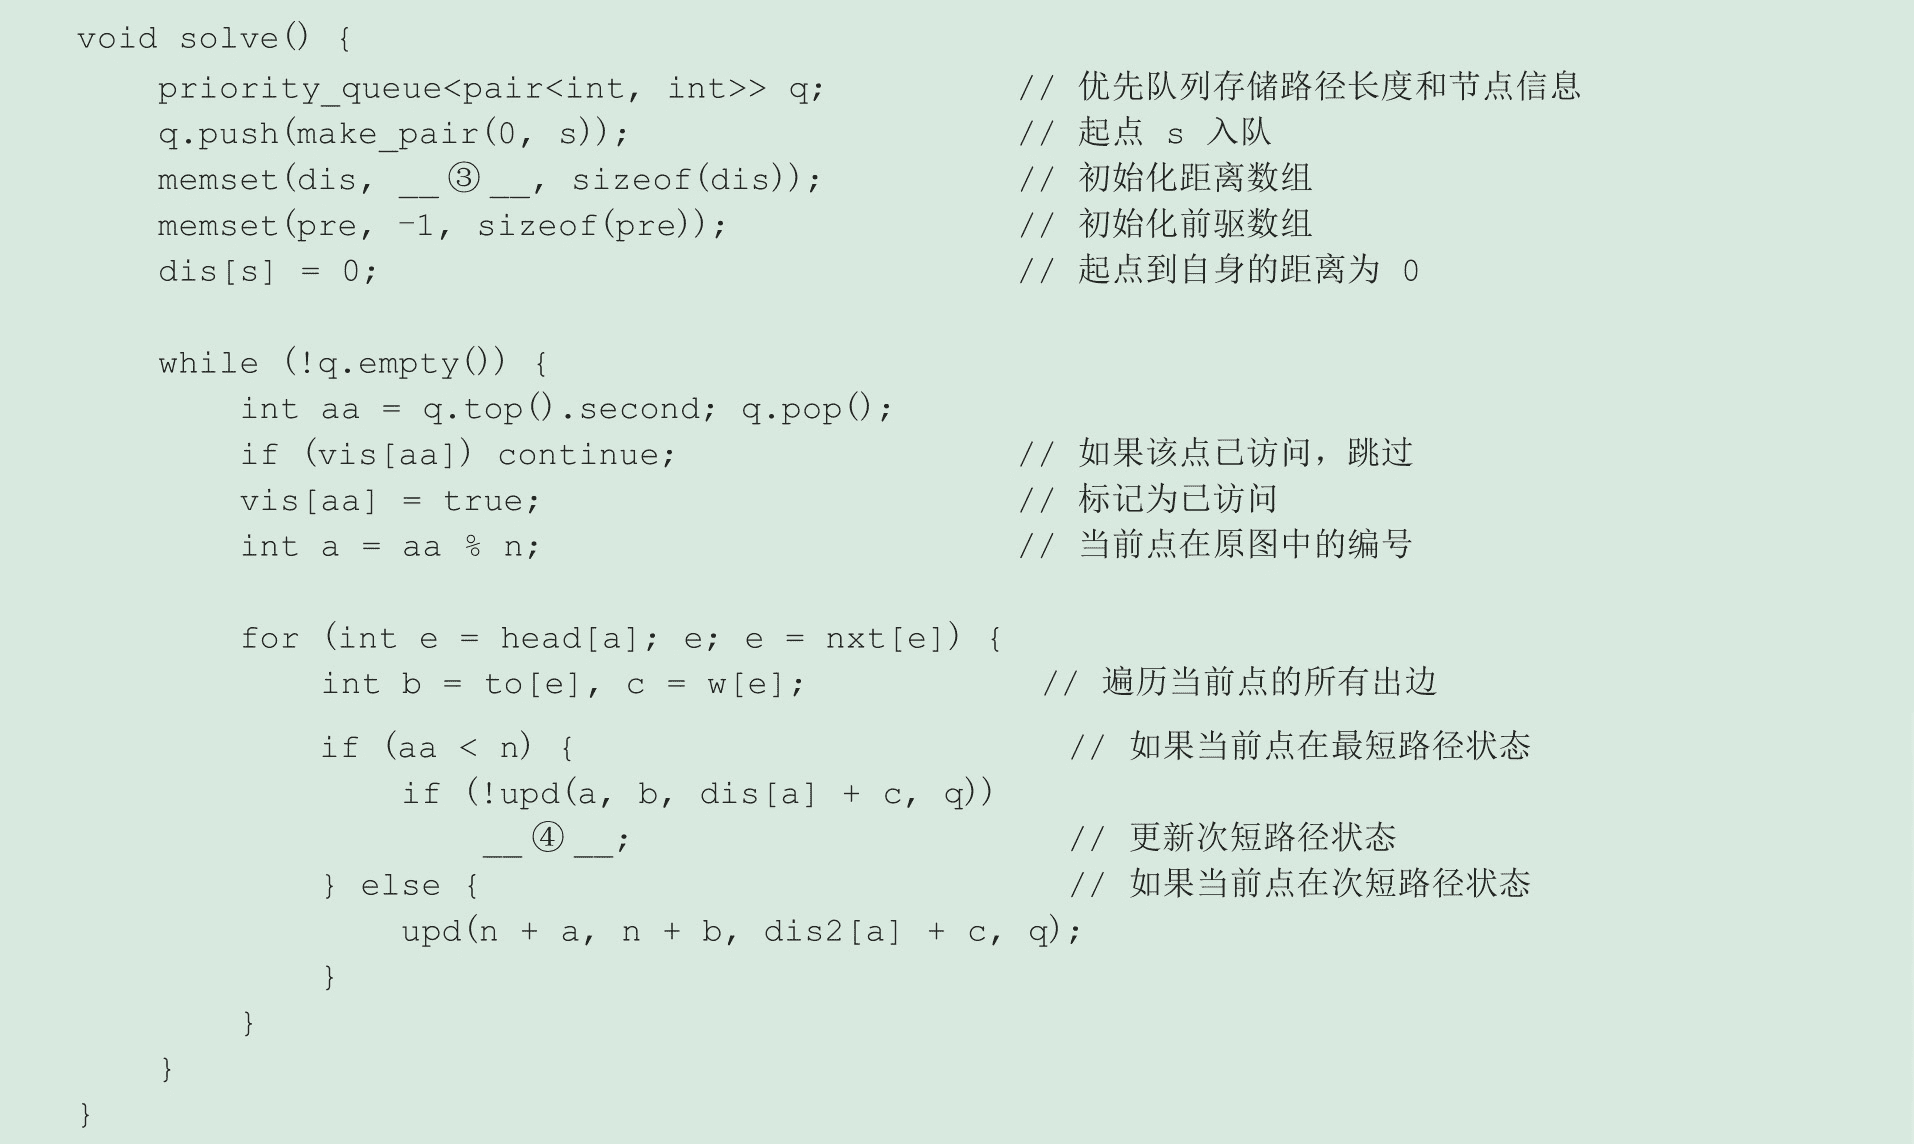 void solve() {
    priority_queue<pair<int, int>> q;    // 优先队列存储路径长度和节点信息
    q.push(make_pair(0, s));    // 起点 s 入队
    memset(dis, __③__, sizeof(dis));    // 初始化距离数组
    memset(pre, -1, sizeof(pre));    // 初始化前驱数组
    dis[s] = 0;    // 起点到自身的距离为 0
    while (!q.empty()) {
        int aa = q.top().second; q.pop();
        if (vis[aa]) continue;    // 如果该点已访问，跳过
        vis[aa] = true;    // 标记为已访问
        int a = aa % n;    // 当前点在原图中的编号
        for (int e = head[a]; e; e = nxt[e]) {
            int b = to[e], c = w[e];    // 遍历当前点的所有出边
            if (aa < n) {    // 如果当前点在最短路径状态
                if (!upd(a, b, dis[a] + c, q))
                    __④__;    // 更新次短路径状态
            } else {    // 如果当前点在次短路径状态
                upd(n + a, n + b, dis2[a] + c, q);
            }
        }
    }
}